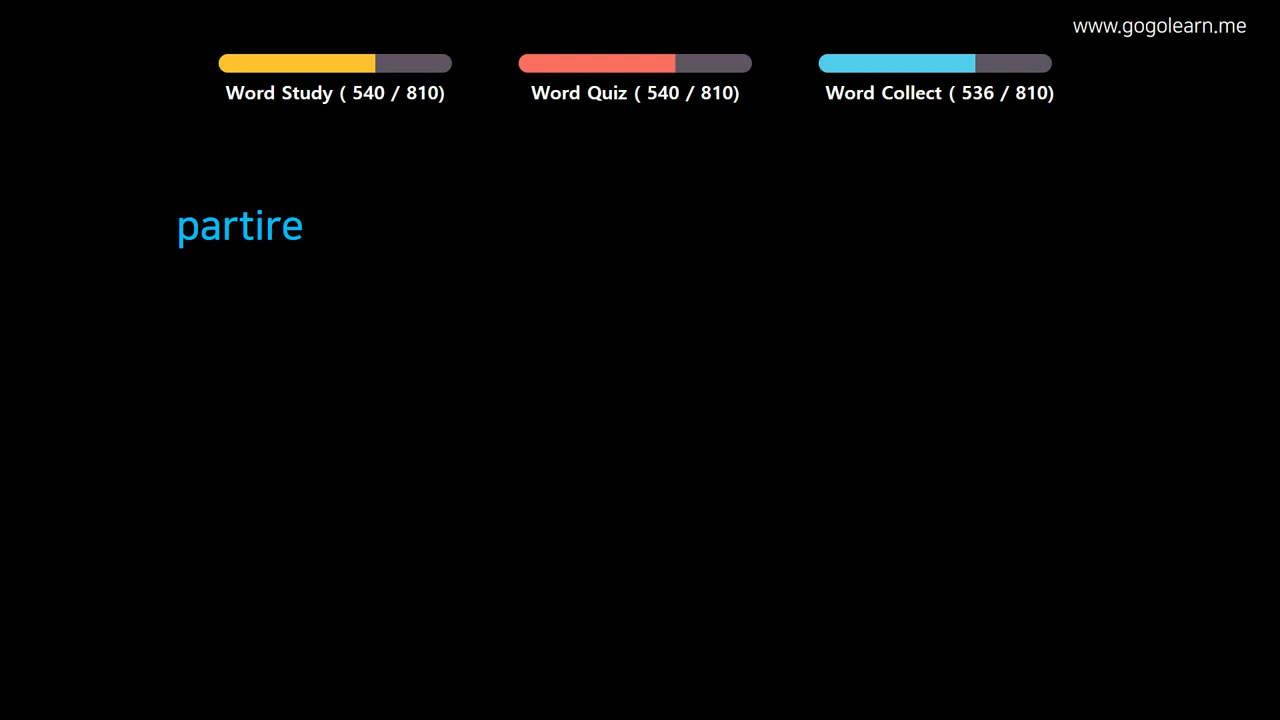 www.gogolearn.me
Word Study ( 540 / 810)
Word Quiz ( 540 / 810)
Word Collect ( 536 / 810)
partire